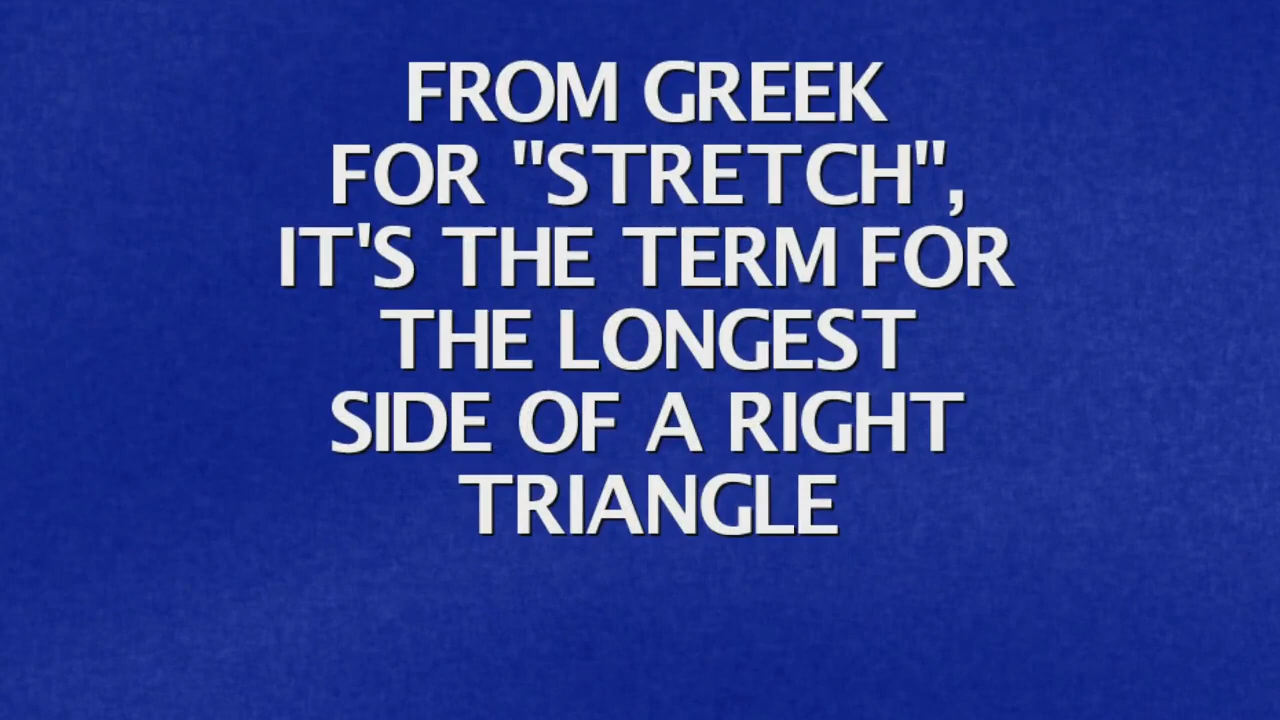 FROM GREEK
FOR "STRETCH",
IT'S THE TERM FOR
THE LONGEST
SIDE OF A RIGHT
TRIANGLE